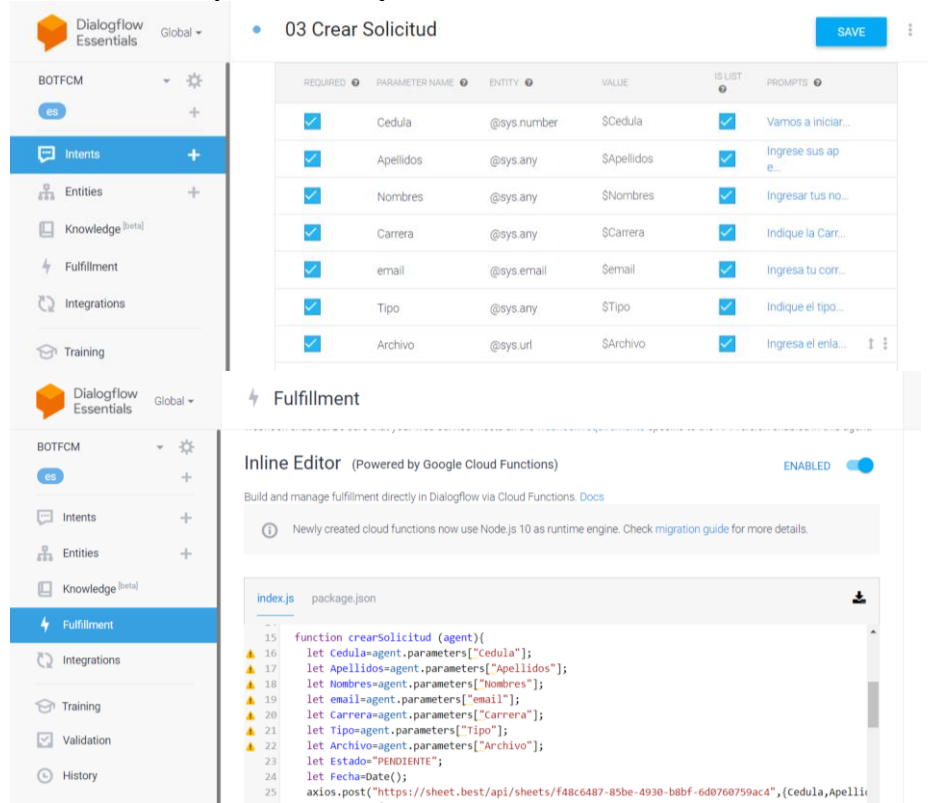 Dialogflow
Essentials
Global
03 Crear Solicitud
SAVE
BOTFCM
es
Intents
Entities
Knowledge [beta]
Fulfillment
Integrations
Training
REQUIRED PARAMETER NAME ENTITY VALUE IS LIST PROMPTS
Cedula @sys.number $Cedula Vamos a iniciar...
Apellidos @sys.any $Apellidos Ingrese sus ap e...
Nombres @sys.any $Nombres Ingresar tus no...
Carrera @sys.any $Carrera Indique la Carr...
email @sys.email $email Ingresa tu corr...
Tipo @sys.any $Tipo Indique el tipo...
Archivo @sys.url $Archivo Ingresa el enla...
Dialogflow
Essentials
Global
Fulfillment
BOTFCM
es
Intents
Entities
Knowledge [beta]
Fulfillment
Integrations
Training
Validation
History
Inline Editor (Powered by Google Cloud Functions)
ENABLED
Build and manage fulfillment directly in Dialogflow via Cloud Functions. Docs
Newly created cloud functions now use Node.js 10 as runtime engine. Check migration guide for more details.
index.js package.json
15 function crearSolicitud (agent){
16 let Cedula=agent.parameters["Cedula"];
17 let Apellidos=agent.parameters["Apellidos"];
18 let Nombres=agent.parameters["Nombres"];
19 let email=agent.parameters["email"];
20 let Carrera=agent.parameters["Carrera"];
21 let Tipo=agent.parameters["Tipo"];
22 let Archivo=agent.parameters["Archivo"];
23 let Estado="PENDIENTE";
24 let Fecha=Date();
25 axios.post("https://sheet.best/api/sheets/f48c6487-85be-4930-b8bf-6d0760759ac4",{Cedula,Apelli